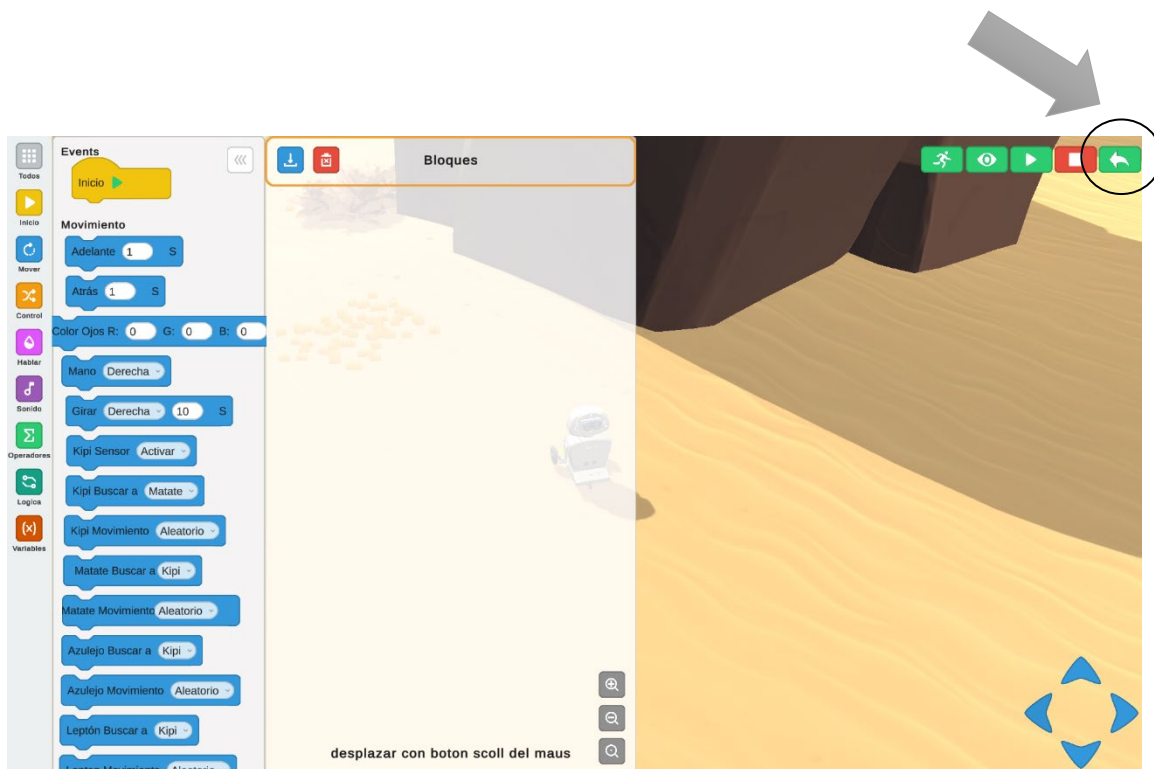 Todos
Inicio
Mover
Control
Hablar
Sonido
Operadores
Logica
Variables
Events
Inicio
Movimiento
Adelante 1 S
Atrás 1 S
Color Ojos R: 0 G: 0 B: 0
Mano Derecha
Girar Derecha 10 S
Kipi Sensor Activar
Kipi Buscar a Matate
Kipi Movimiento Aleatorio
Matate Buscar a Kipi
Matate Movimiento Aleatorio
Azulejo Buscar a Kipi
Azulejo Movimiento Aleatorio
Leptón Buscar a Kipi
Bloques
desplazar con boton scoll del maus